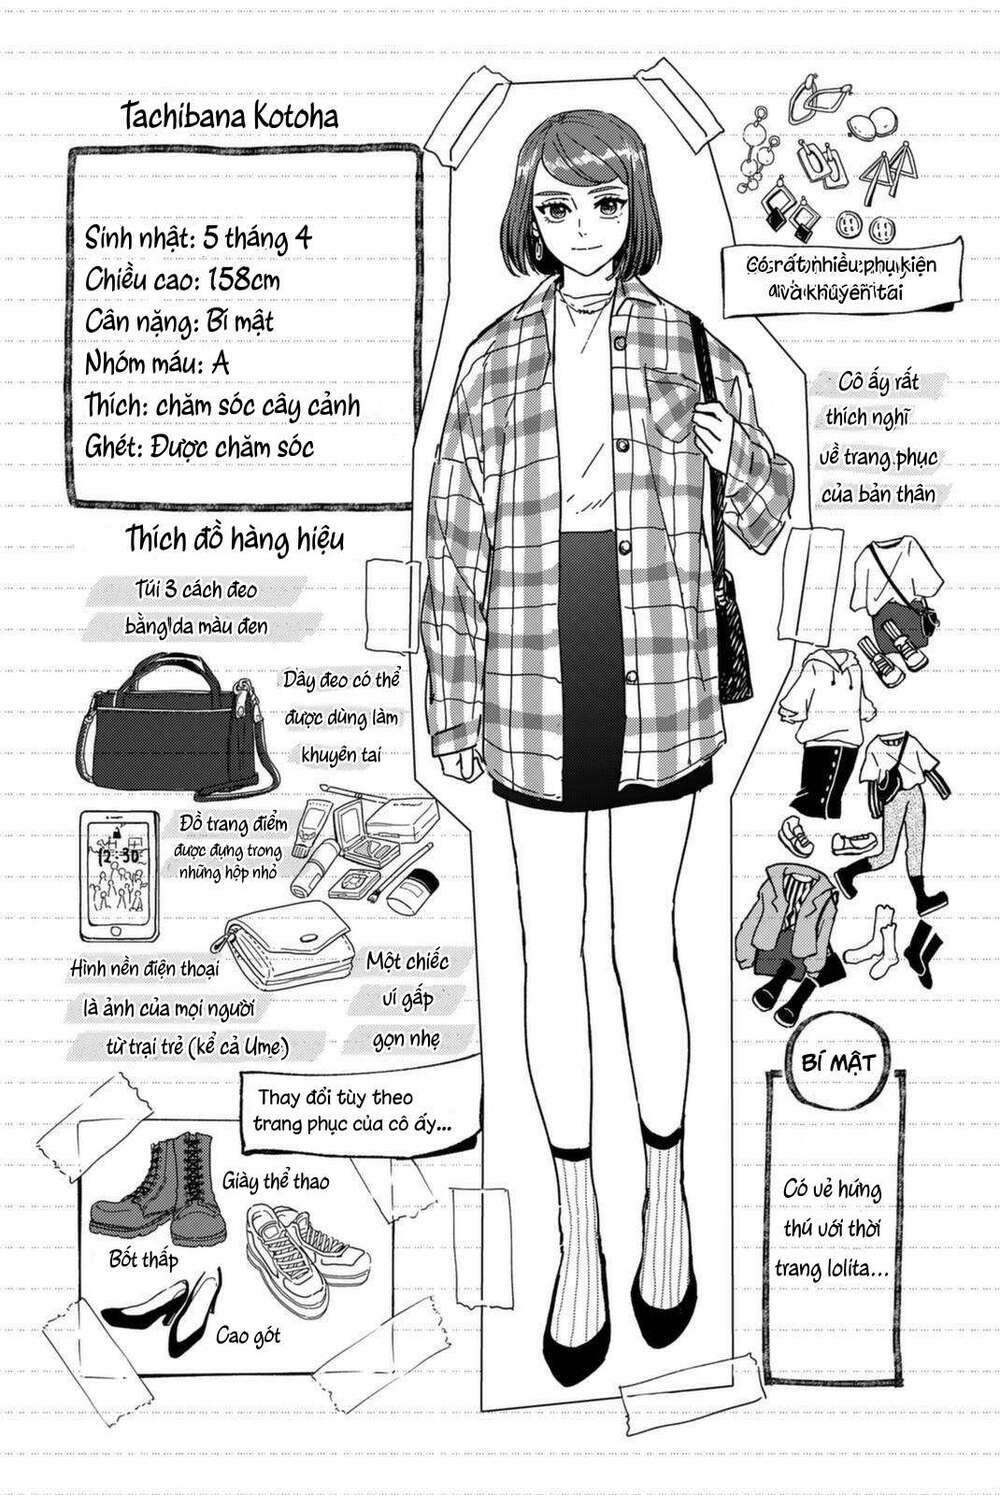 Tachibana Kotoha
Sinh nhật: 5 tháng 4
Chiều cao: 158cm
Cân nặng: Bí mật
Nhóm máu: A
Thích: chăm sóc cây cảnh
Ghét: Được chăm sóc
Thích đồ hàng hiệu
Túi 3 cách đeo
bằng da màu đen
Dây đeo có thể
được dùng làm
khuyên tai
Đồ trang điểm
được đựng trong
những hộp nhỏ
12:30
Hình nền điện thoại
là ảnh của mọi người
từ trại trẻ (kể cả Ume)
Một chiếc
ví gấp
gọn nhẹ
Thay đổi tùy theo
trang phục của cô ấy...
Giày thể thao
Bốt thấp
Cao gót
Có rất nhiều phụ kiện
và khuyên tai
Cô ấy rất
thích nghĩ
về trang phục
của bản thân
BÍ MẬT
Có vẻ hứng
thú với thời
trang lolita...